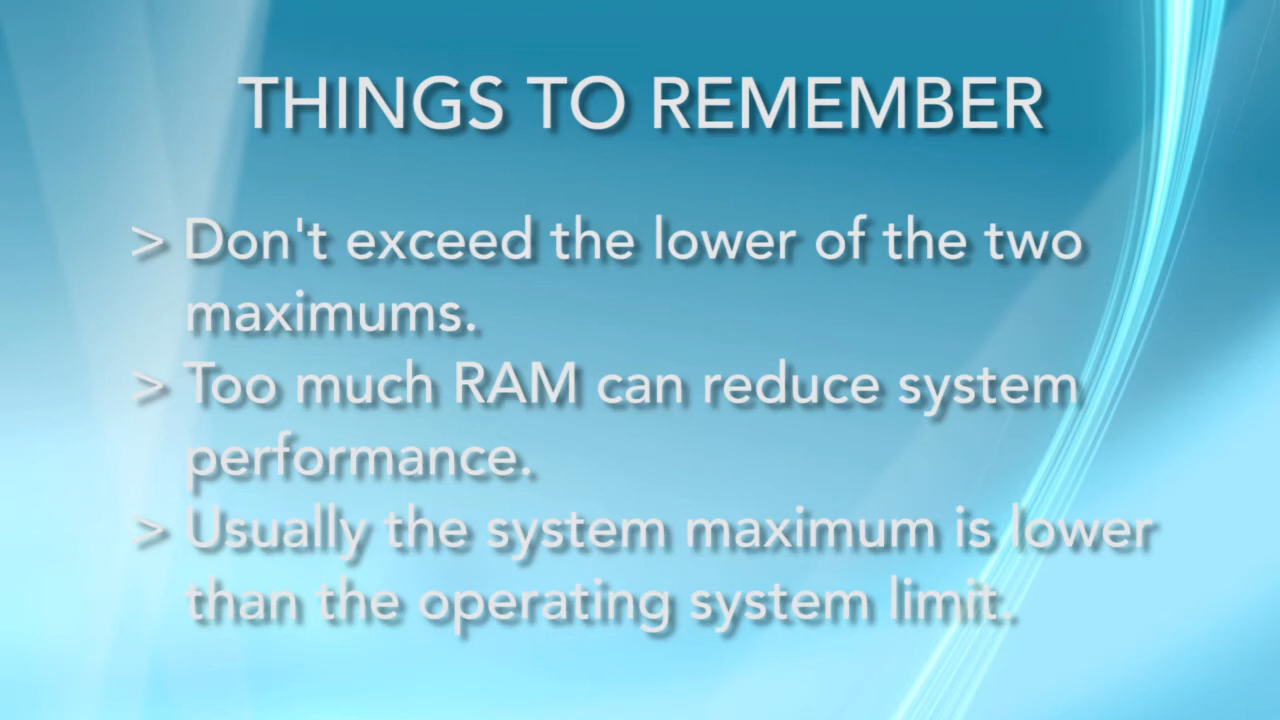 THINGS TO REMEMBER
> Don't exceed the lower of the two
maximums.
> Too much RAM can reduce system
performance.
> Usually the system maximum is lower
than the operating system limit.